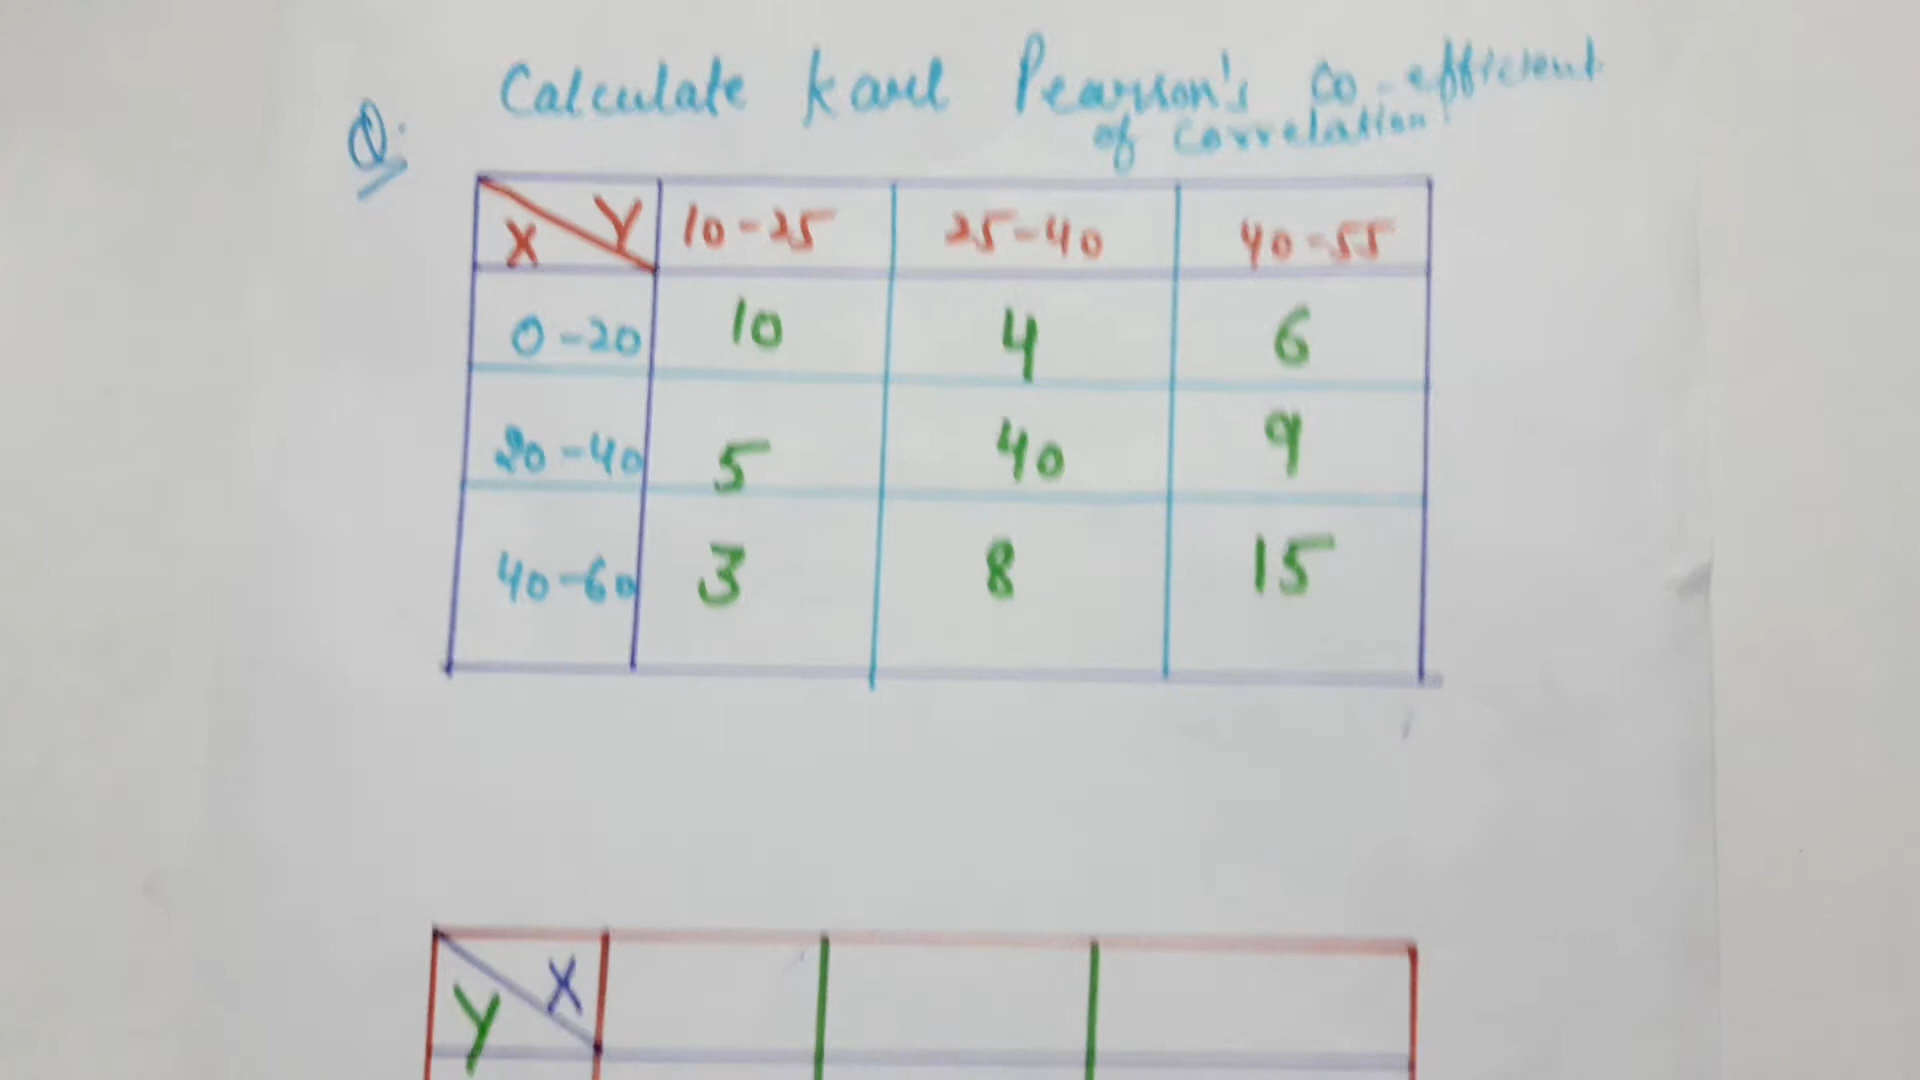 Calculate Karl Pearson's co-efficient
Q. of correlation
X Y 10-25 25-40 40-55
0-20 10 4 6
20-40 5 40 9
40-60 3 8 15
Y X